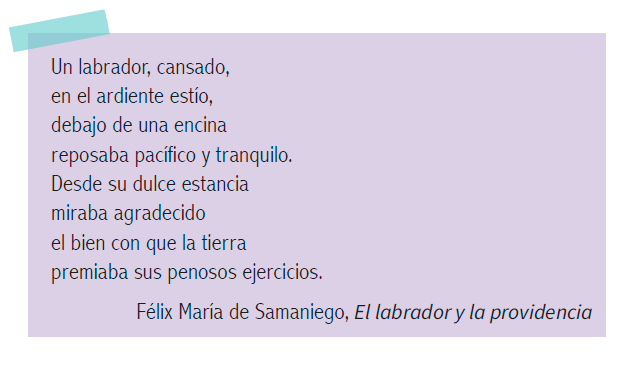 Un labrador, cansado,
en el ardiente estío,
debajo de una encina
reposaba pacífico y tranquilo.
Desde su dulce estancia
miraba agradecido
el bien con que la tierra
premiaba sus penosos ejercicios.
Félix María de Samaniego, El labrador y la providencia